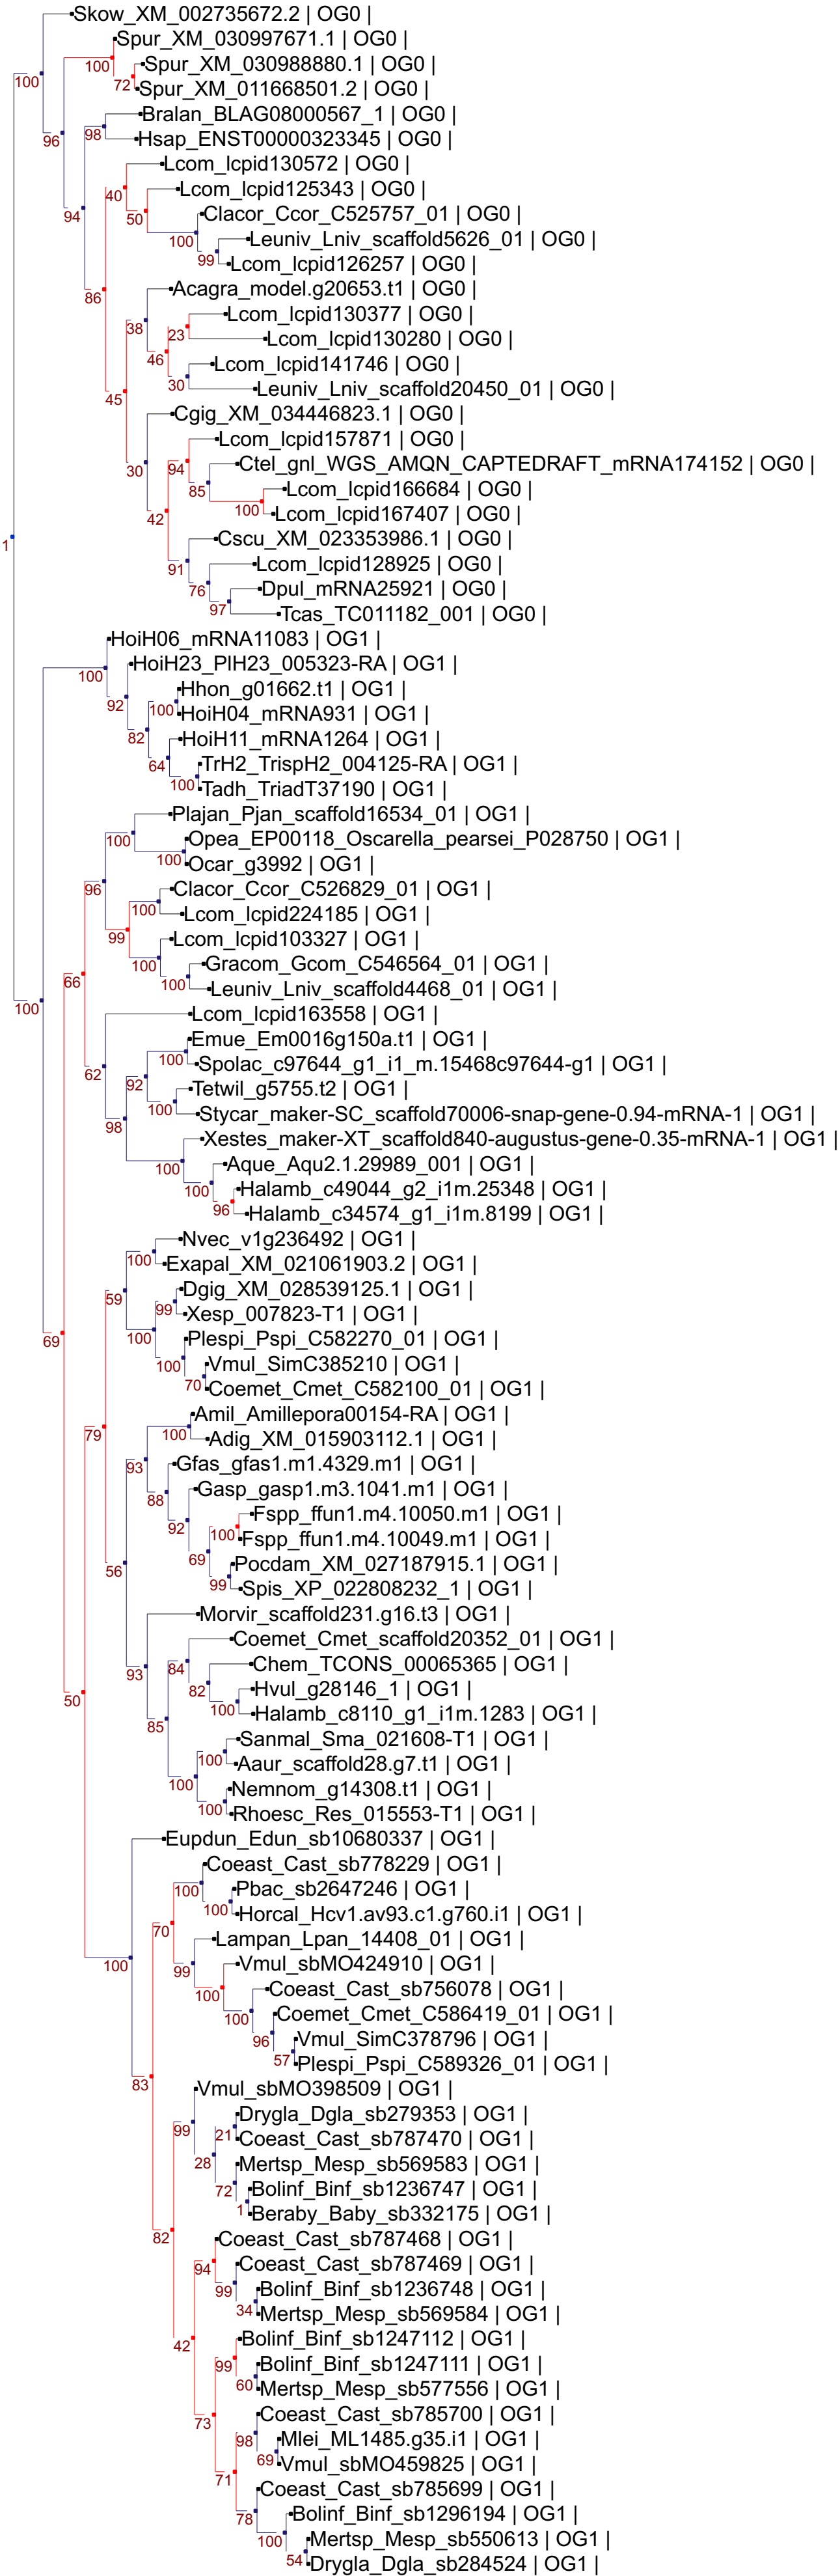 Skow_XM_002735672.2 | OG0 |
Spur_XM_030997671.1 | OG0 |
100
Spur_XM_030988880.1 | OG0 |
100
72
Spur_XM_011668501.2 | OG0 |
Bralan_BLAG08000567_1 | OG0 |
98
96
Hsap_ENST00000323345 | OG0 |
Lcom_lcpid130572 | OG0 |
40
Lcom_lcpid125343 | OG0 |
94
50
Clacor_Ccor_C525757_01 | OG0 |
100
Leuniv_Lniv_scaffold5626_01 | OG0 |
99
Lcom_lcpid126257 | OG0 |
86
Acagra_model.g20653.t1 | OG0 |
Lcom_lcpid130377 | OG0 |
38
23
Lcom_lcpid130280 | OG0 |
46
Lcom_lcpid141746 | OG0 |
30
Leuniv_Lniv_scaffold20450_01 | OG0 |
45
Cgig_XM_034446823.1 | OG0 |
Lcom_lcpid157871 | OG0 |
30
94
Ctel_gnl_WGS_AMQN_CAPTEDRAFT_mRNA174152 | OG0 |
85
Lcom_lcpid166684 | OG0 |
100
42
Lcom_lcpid167407 | OG0 |
Cscu_XM_023353986.1 | OG0 |
1
91
Lcom_lcpid128925 | OG0 |
76
Dpul_mRNA25921 | OG0 |
97
Tcas_TC011182_001 | OG0 |
HoiH06_mRNA11083 | OG1 |
100
HoiH23_PlH23_005323-RA | OG1 |
92
Hhon_g01662.t1 | OG1 |
100
HoiH04_mRNA931 | OG1 |
82
HoiH11_mRNA1264 | OG1 |
64
TrH2_TrispH2_004125-RA | OG1 |
100
Tadh_TriadT37190 | OG1 |
Plajan_Pjan_scaffold16534_01 | OG1 |
100
Opea_EP00118_Oscarella_pearsei_P028750 | OG1 |
100
Ocar_g3992 | OG1 |
96
Clacor_Ccor_C526829_01 | OG1 |
100
Lcom_lcpid224185 | OG1 |
99
Lcom_lcpid103327 | OG1 |
100
Gracom_Gcom_C546564_01 | OG1 |
66
100
Leuniv_Lniv_scaffold4468_01 | OG1 |
100
Lcom_lcpid163558 | OG1 |
Emue_Em0016g150a.t1 | OG1 |
100
Spolac_c97644_g1_i1_m.15468c97644-g1 | OG1 |
62
92
Tetwil_g5755.t2 | OG1 |
100
Stycar_maker-SC_scaffold70006-snap-gene-0.94-mRNA-1 | OG1 |
98
Xestes_maker-XT_scaffold840-augustus-gene-0.35-mRNA-1 | OG1 |
100
Aque_Aqu2.1.29989_001 | OG1 |
100
Halamb_c49044_g2_i1m.25348 | OG1 |
96
Halamb_c34574_g1_i1m.8199 | OG1 |
Nvec_v1g236492 | OG1 |
100
Exapal_XM_021061903.2 | OG1 |
Dgig_XM_028539125.1 | OG1 |
59
99
Xesp_007823-T1 | OG1 |
100
69
Plespi_Pspi_C582270_01 | OG1 |
100
Vmul_SimC385210 | OG1 |
70
Coemet_Cmet_C582100_01 | OG1 |
Amil_Amillepora00154-RA | OG1 |
79
100
Adig_XM_015903112.1 | OG1 |
93
Gfas_gfas1.m1.4329.m1 | OG1 |
88
Gasp_gasp1.m3.1041.m1 | OG1 |
92
Fspp_ffun1.m4.10050.m1 | OG1 |
100
Fspp_ffun1.m4.10049.m1 | OG1 |
69
56
Pocdam_XM_027187915.1 | OG1 |
99
Spis_XP_022808232_1 | OG1 |
Morvir_scaffold231.g16.t3 | OG1 |
Coemet_Cmet_scaffold20352_01 | OG1 |
93
84
Chem_TCONS_00065365 | OG1 |
82
Hvul_g28146_1 | OG1 |
50
100
Halamb_c8110_g1_i1m.1283 | OG1 |
85
Sanmal_Sma_021608-T1 | OG1 |
100
Aaur_scaffold28.g7.t1 | OG1 |
100
Nemnom_g14308.t1 | OG1 |
100
Rhoesc_Res_015553-T1 | OG1 |
Eupdun_Edun_sb10680337 | OG1 |
Coeast_Cast_sb778229 | OG1 |
100
Pbac_sb2647246 | OG1 |
100
Horcal_Hcv1.av93.c1.g760.i1 | OG1 |
70
Lampan_Lpan_14408_01 | OG1 |
100
99
Vmul_sbMO424910 | OG1 |
100
Coeast_Cast_sb756078 | OG1 |
100
Coemet_Cmet_C586419_01 | OG1 |
96
Vmul_SimC378796 | OG1 |
57
Plespi_Pspi_C589326_01 | OG1 |
83
Vmul_sbMO398509 | OG1 |
Drygla_Dgla_sb279353 | OG1 |
99
21
Coeast_Cast_sb787470 | OG1 |
28
Mertsp_Mesp_sb569583 | OG1 |
72
Bolinf_Binf_sb1236747 | OG1 |
1
Beraby_Baby_sb332175 | OG1 |
82
Coeast_Cast_sb787468 | OG1 |
94
Coeast_Cast_sb787469 | OG1 |
99
Bolinf_Binf_sb1236748 | OG1 |
34
Mertsp_Mesp_sb569584 | OG1 |
42
Bolinf_Binf_sb1247112 | OG1 |
99
Bolinf_Binf_sb1247111 | OG1 |
60
Mertsp_Mesp_sb577556 | OG1 |
73
Coeast_Cast_sb785700 | OG1 |
98
Mlei_ML1485.g35.i1 | OG1 |
69
Vmul_sbMO459825 | OG1 |
71
Coeast_Cast_sb785699 | OG1 |
78
Bolinf_Binf_sb1296194 | OG1 |
100
Mertsp_Mesp_sb550613 | OG1 |
54
Drygla_Dgla_sb284524 | OG1 |